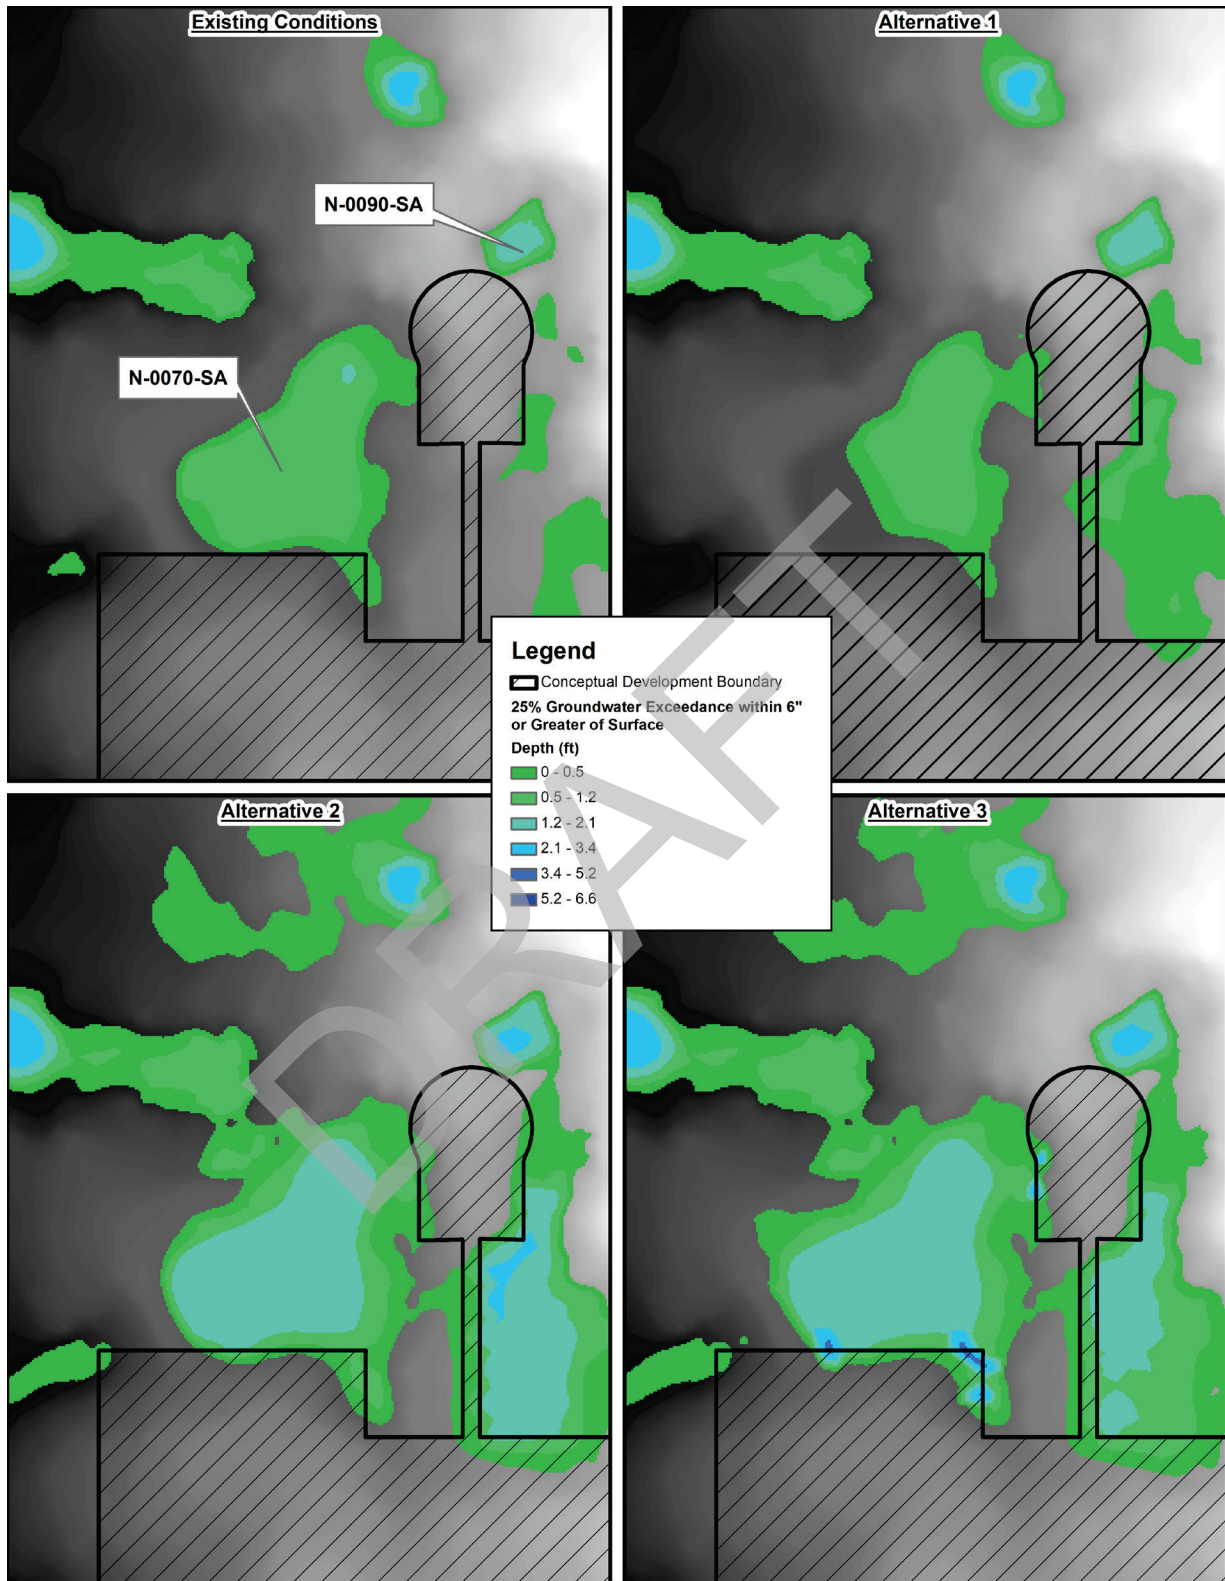 Existing Conditions
Alternative 1
N-0090-SA
N-0070-SA
Legend
Conceptual Development Boundary
25% Groundwater Exceedance within 6"
or Greater of Surface
Depth (ft)
0 - 0.5
0.5 - 1.2
1.2 - 2.1
2.1 - 3.4
3.4 - 5.2
5.2 - 6.6
Alternative 2
Alternative 3
DRAFT